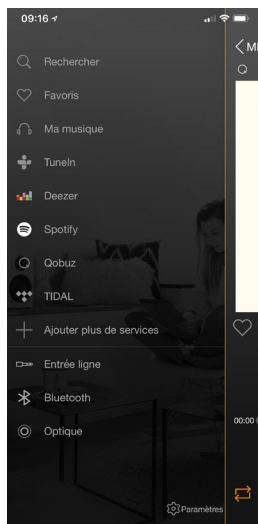 09:16
Rechercher
Favoris
Ma musique
TuneIn
Deezer
Spotify
Qobuz
TIDAL
Ajouter plus de services
Entrée ligne
Bluetooth
Optique
Paramètres
00:00